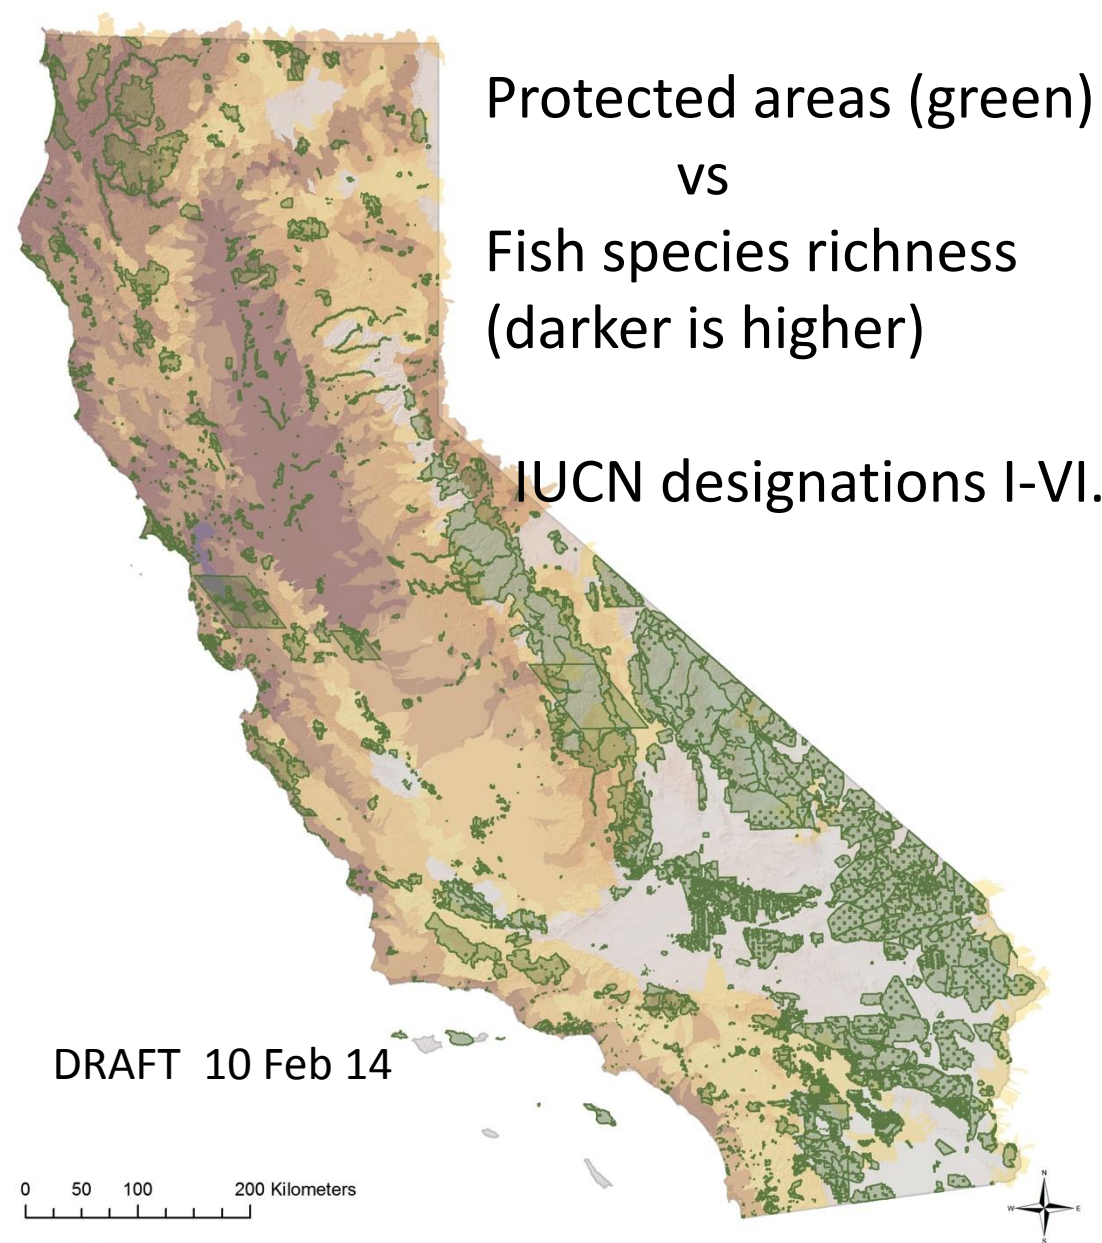 Protected areas (green)
vs
Fish species richness
(darker is higher)
IUCN designations I-VI.
DRAFT 10 Feb 14
0 50 100 200 Kilometers
N
W E
S